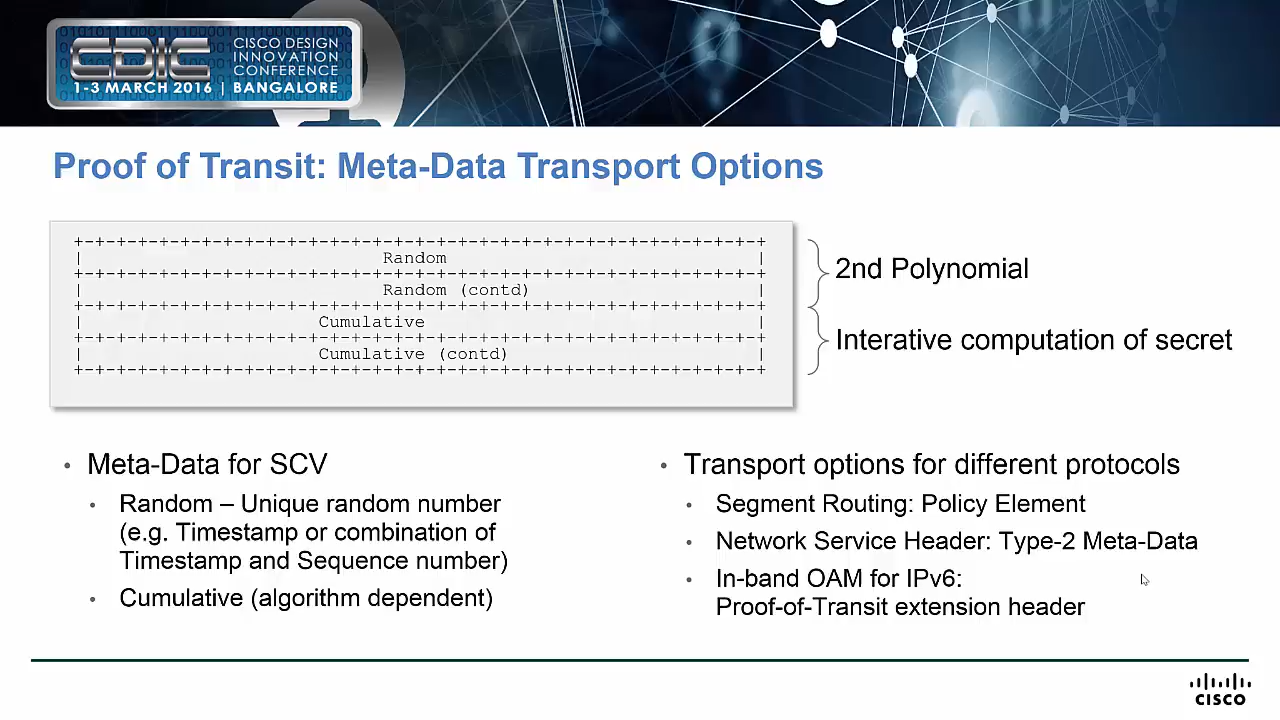 CDIC
CISCO DESIGN
INNOVATION
CONFERENCE
1-3 MARCH 2016 | BANGALORE
Proof of Transit: Meta-Data Transport Options
+-+-+-+-+-+-+-+-+-+-+-+-+-+-+-+-+-+-+-+-+-+-+-+-+-+-+-+-+-+-+-+-+
| Random |
+-+-+-+-+-+-+-+-+-+-+-+-+-+-+-+-+-+-+-+-+-+-+-+-+-+-+-+-+-+-+-+-+
| Random (contd) |
+-+-+-+-+-+-+-+-+-+-+-+-+-+-+-+-+-+-+-+-+-+-+-+-+-+-+-+-+-+-+-+-+
| Cumulative |
+-+-+-+-+-+-+-+-+-+-+-+-+-+-+-+-+-+-+-+-+-+-+-+-+-+-+-+-+-+-+-+-+
| Cumulative (contd) |
+-+-+-+-+-+-+-+-+-+-+-+-+-+-+-+-+-+-+-+-+-+-+-+-+-+-+-+-+-+-+-+-+
2nd Polynomial
Interative computation of secret
• Meta-Data for SCV
• Random – Unique random number
(e.g. Timestamp or combination of
Timestamp and Sequence number)
• Cumulative (algorithm dependent)
• Transport options for different protocols
• Segment Routing: Policy Element
• Network Service Header: Type-2 Meta-Data
• In-band OAM for IPv6:
Proof-of-Transit extension header
CISCO